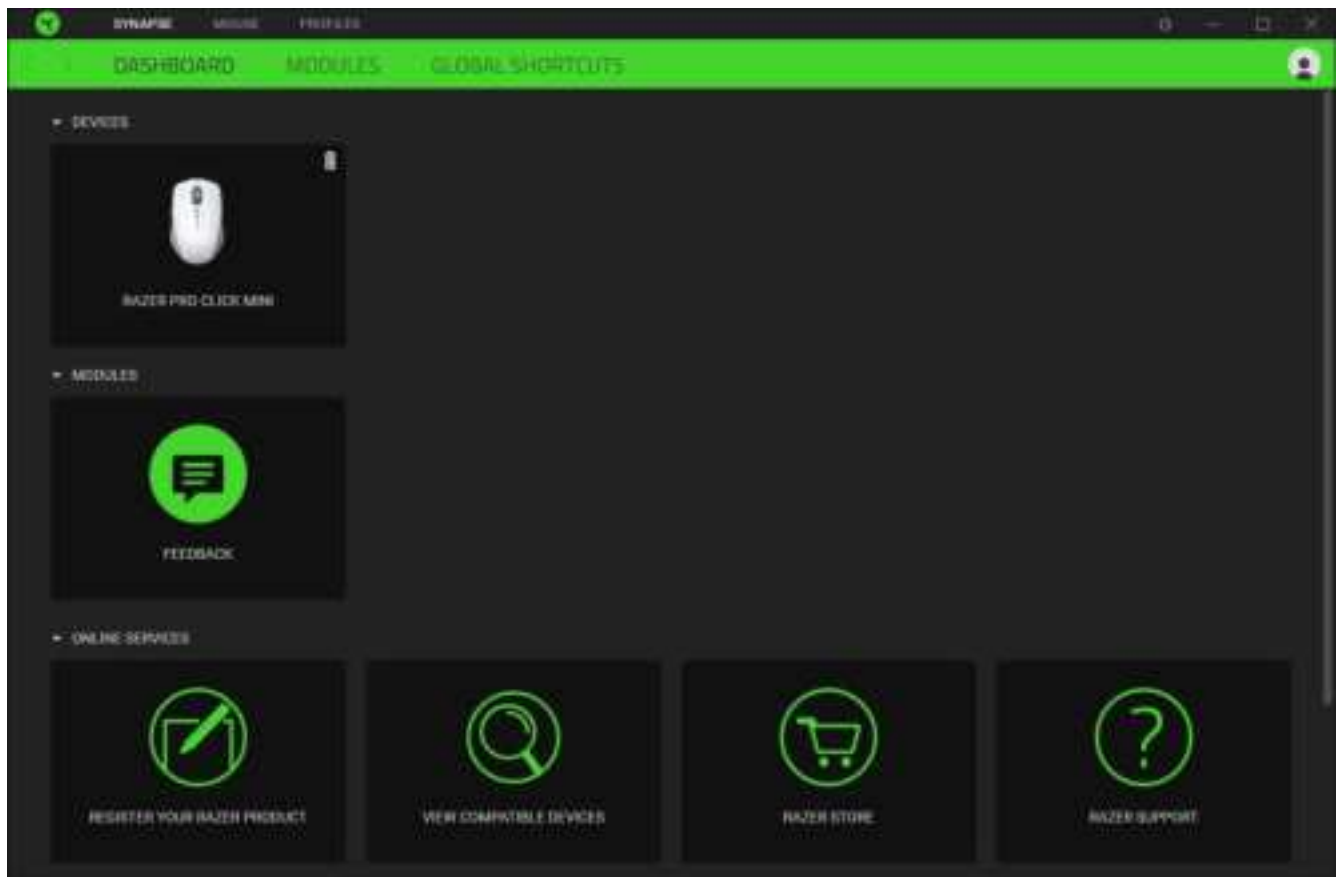 SYNAPSE MOUSE PROFILES
DASHBOARD MODULES GLOBAL SHORTCUTS
DEVICES
RAZER PRO CLICK MINI
MODULES
FEEDBACK
ONLINE SERVICES
REGISTER YOUR RAZER PRODUCT
VIEW COMPATIBLE DEVICES
RAZER STORE
RAZER SUPPORT